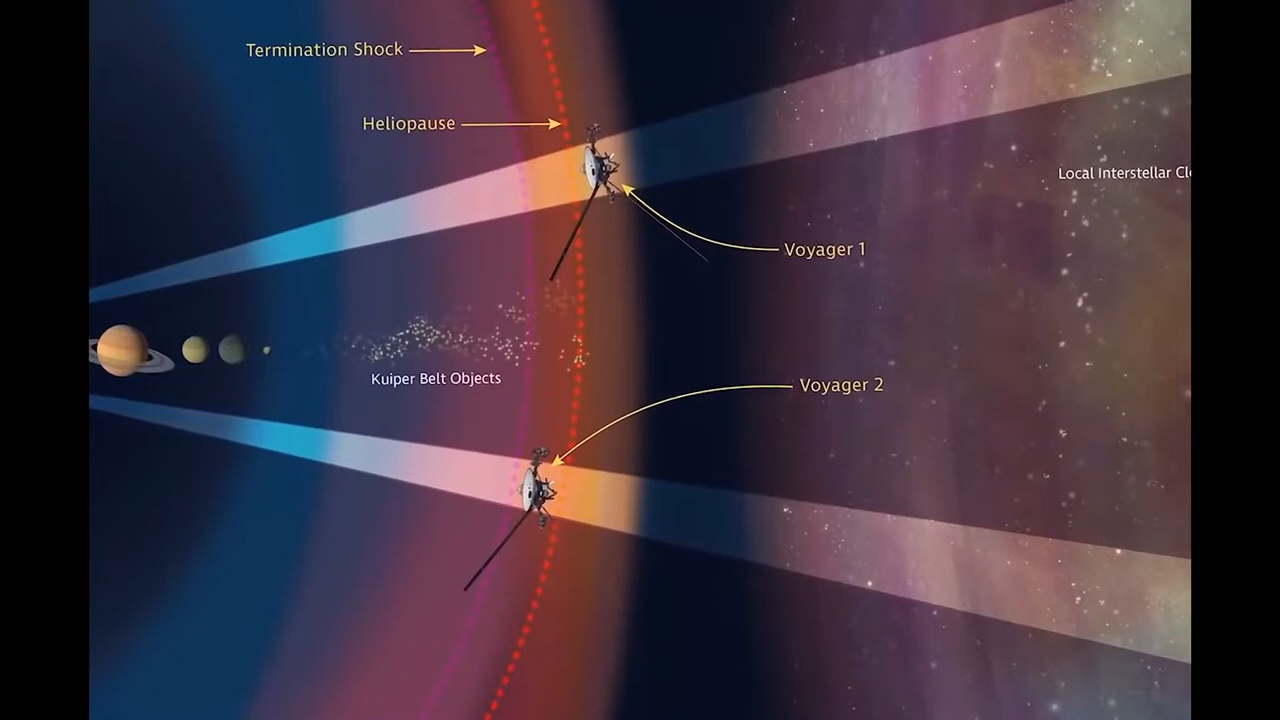 Termination Shock
Heliopause
Local Interstellar
Voyager 1
Kuiper Belt Objects
Voyager 2